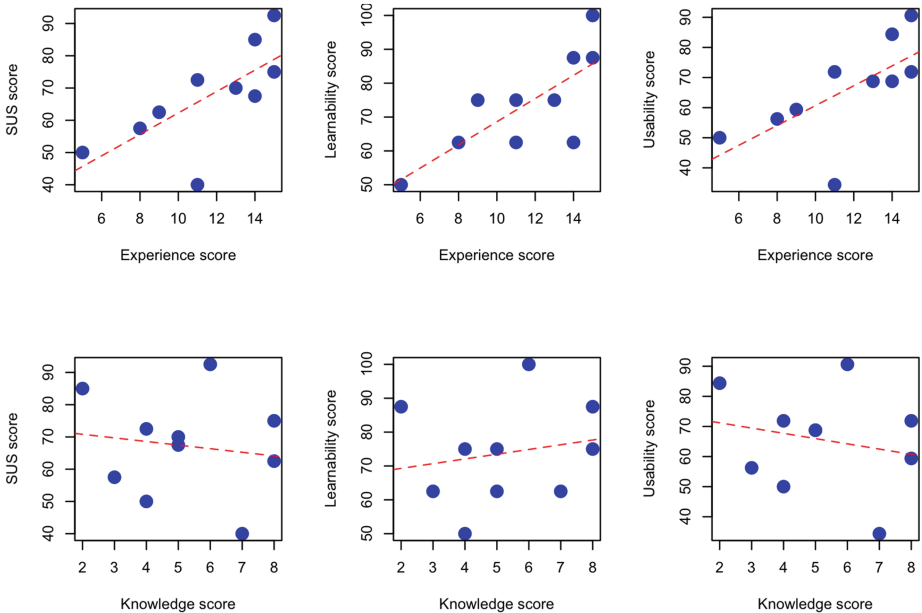 SUS score
40 50 60 70 80 90
6 8 10 12 14
Experience score
Learnability score
50 60 70 80 90 100
6 8 10 12 14
Experience score
Usability score
40 50 60 70 80 90
6 8 10 12 14
Experience score
SUS score
40 50 60 70 80 90
2 3 4 5 6 7 8
Knowledge score
Learnability score
50 60 70 80 90 100
2 3 4 5 6 7 8
Knowledge score
Usability score
40 50 60 70 80 90
2 3 4 5 6 7 8
Knowledge score